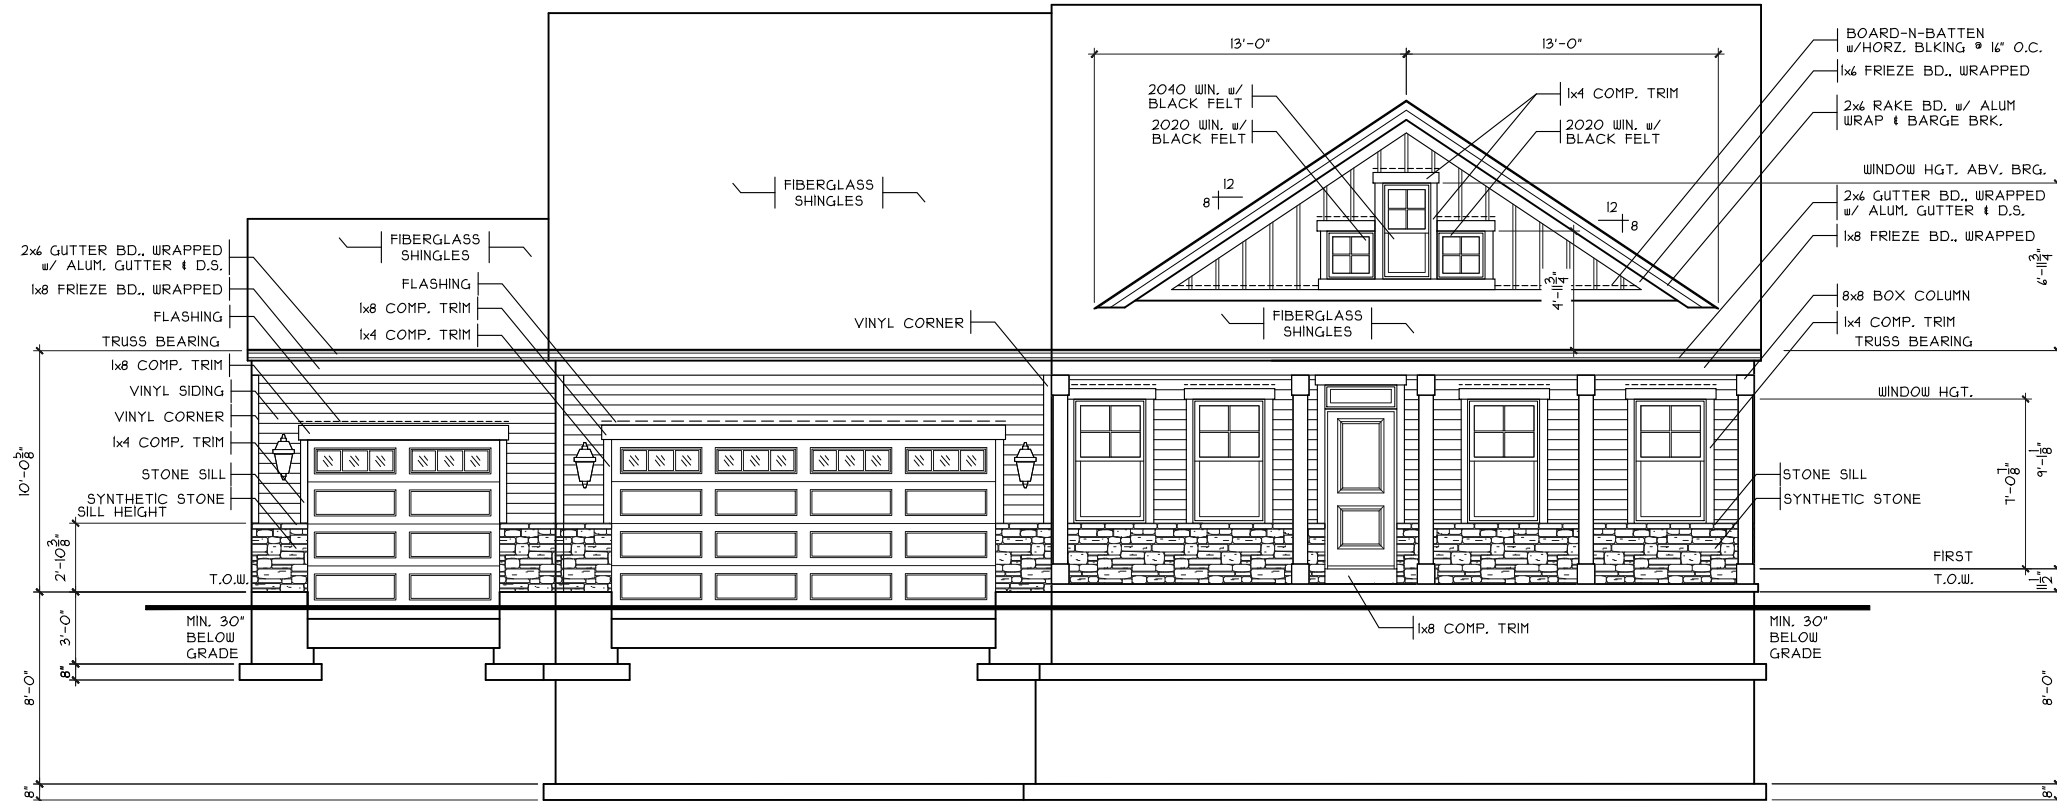 13'-0"
13'-0"
BOARD-N-BATTEN
w/HORZ. BLKING @ 16" O.C.
1x6 FRIEZE BD., WRAPPED
2x6 RAKE BD. w/ ALUM
WRAP & BARGE BRK.
WINDOW HGT. ABV. BRG.
2x6 GUTTER BD., WRAPPED
w/ ALUM. GUTTER & D.S.
1x8 FRIEZE BD., WRAPPED
6'-11 3/4"
8x8 BOX COLUMN
1x4 COMP. TRIM
TRUSS BEARING
WINDOW HGT.
9'-1 1/8"
7'-0 7/8"
STONE SILL
SYNTHETIC STONE
FIRST
T.O.W.
11 1/2"
MIN. 30"
BELOW
GRADE
8'-0"
8"
2040 WIN. w/
BLACK FELT
2020 WIN. w/
BLACK FELT
1x4 COMP. TRIM
2020 WIN. w/
BLACK FELT
12
8
12
8
4'-11 3/4"
FIBERGLASS
SHINGLES
FIBERGLASS
SHINGLES
FIBERGLASS
SHINGLES
2x6 GUTTER BD., WRAPPED
w/ ALUM. GUTTER & D.S.
1x8 FRIEZE BD., WRAPPED
FLASHING
TRUSS BEARING
1x8 COMP. TRIM
VINYL SIDING
VINYL CORNER
1x4 COMP. TRIM
STONE SILL
SYNTHETIC STONE
SILL HEIGHT
FLASHING
1x8 COMP. TRIM
1x4 COMP. TRIM
VINYL CORNER
10'-0 5/8"
2'-10 3/8"
T.O.W.
3'-0"
8"
MIN. 30"
BELOW
GRADE
8'-0"
8"
1x8 COMP. TRIM